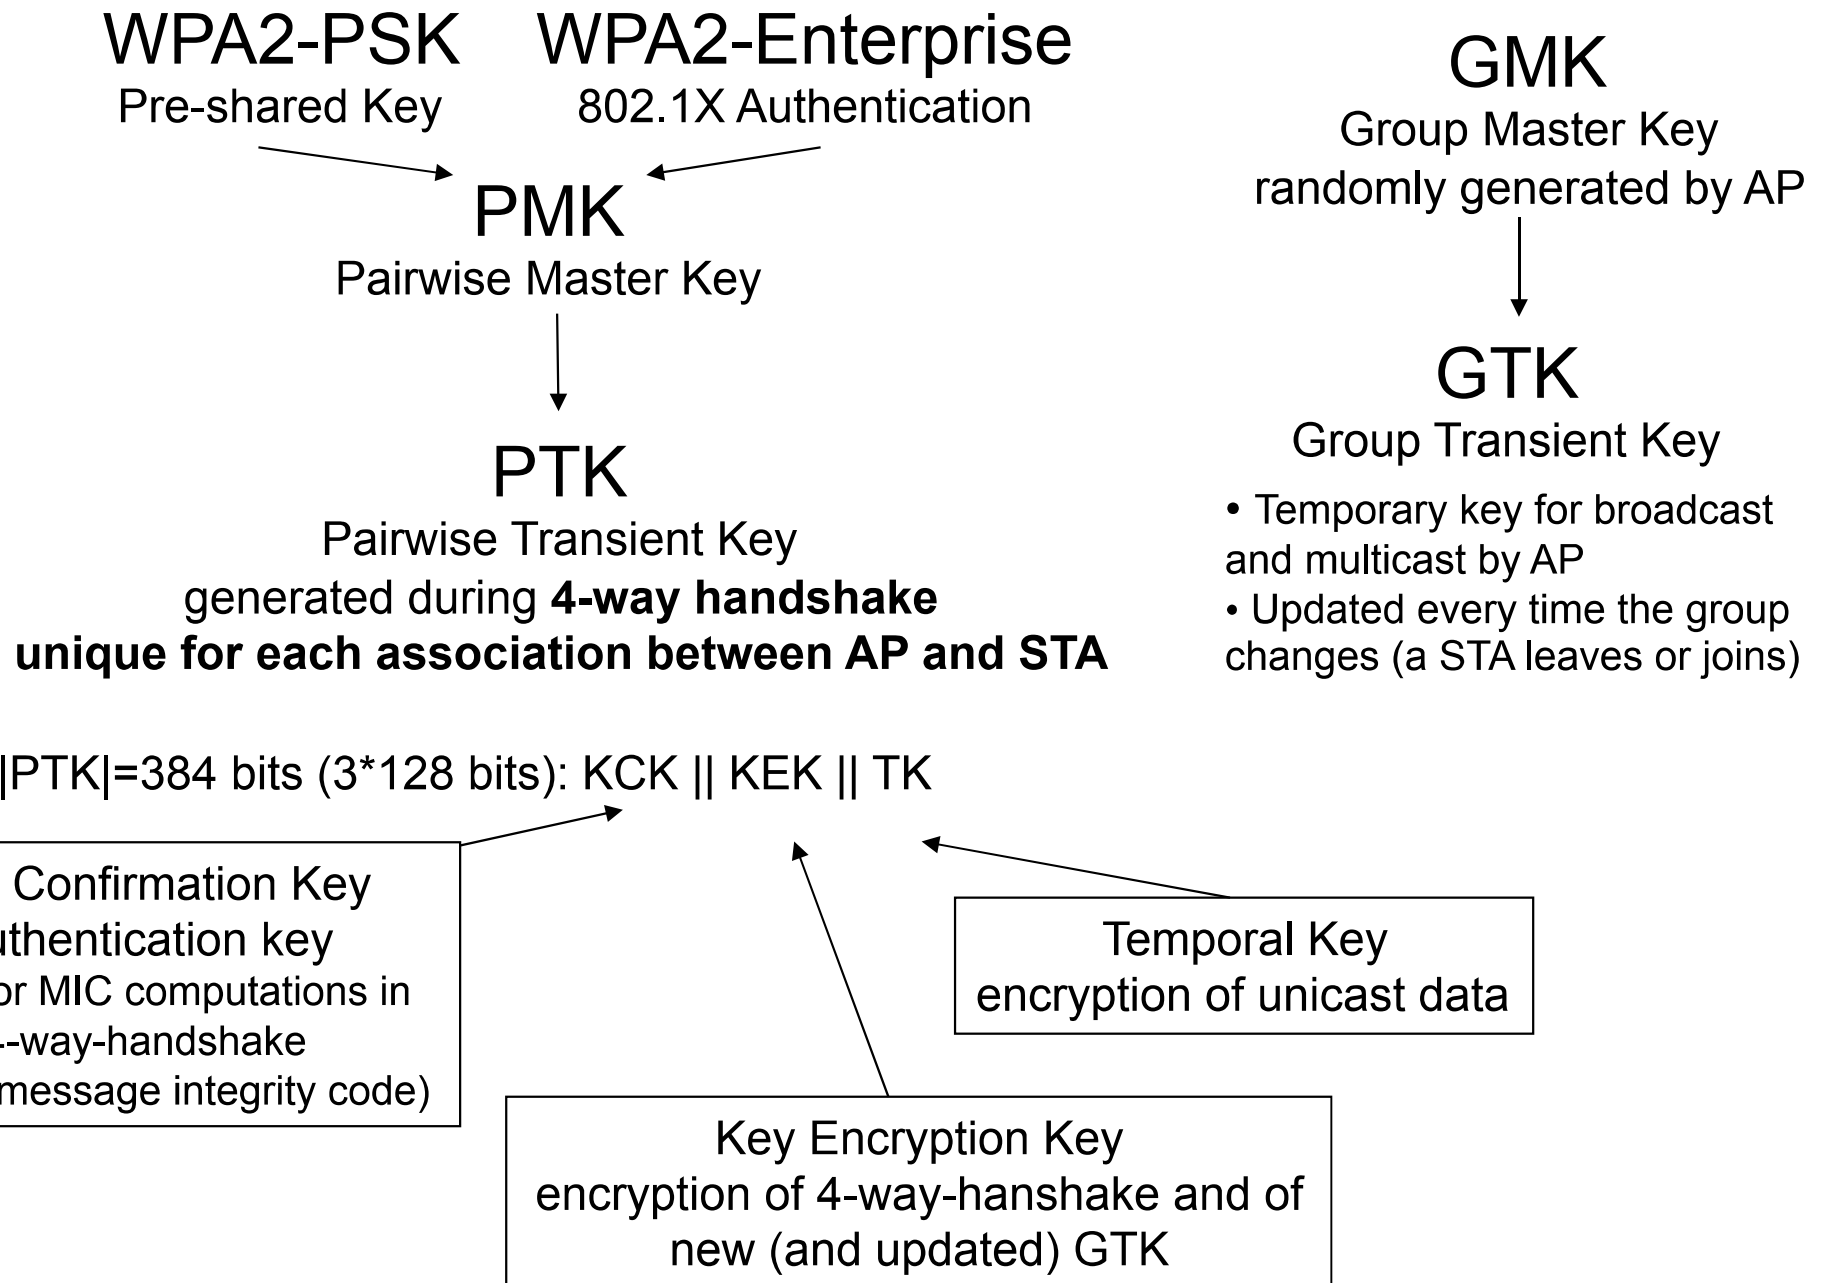 WPA2-PSK
Pre-shared Key
WPA2-Enterprise
802.1X Authentication
PMK
Pairwise Master Key
PTK
Pairwise Transient Key
generated during 4-way handshake
unique for each association between AP and STA
GMK
Group Master Key
randomly generated by AP
GTK
Group Transient Key
• Temporary key for broadcast
and multicast by AP
• Updated every time the group
changes (a STA leaves or joins)
|PTK|=384 bits (3*128 bits): KCK || KEK || TK
Confirmation Key
key
MIC computations in
-way-handshake
message integrity code)
Temporal Key
encryption of unicast data
Key Encryption Key
encryption of 4-way-hanshake and of
new (and updated) GTK